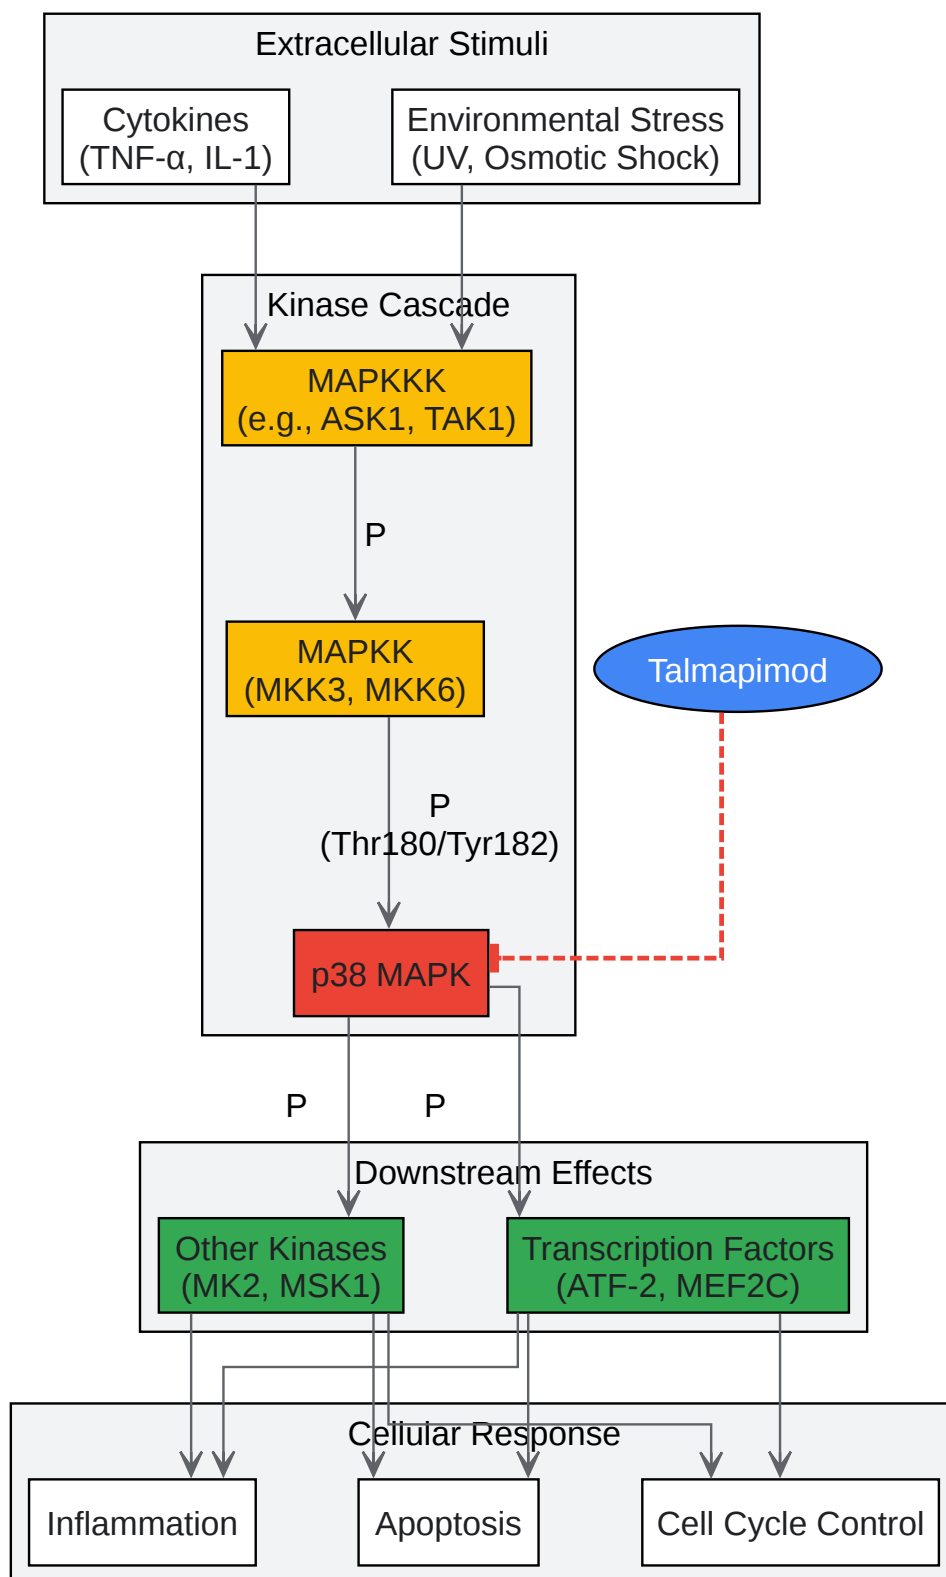 Extracellular Stimuli
Cytokines
(TNF-α, IL-1)
Environmental Stress
(UV, Osmotic Shock)
Kinase Cascade
MAPKKK
(e.g., ASK1, TAK1)
P
MAPKK
(MKK3, MKK6)
Talmapimod
P
(Thr180/Tyr182)
p38 MAPK
P
P
Downstream Effects
Other Kinases
(MK2, MSK1)
Transcription Factors
(ATF-2, MEF2C)
Cellular Response
Inflammation
Apoptosis
Cell Cycle Control